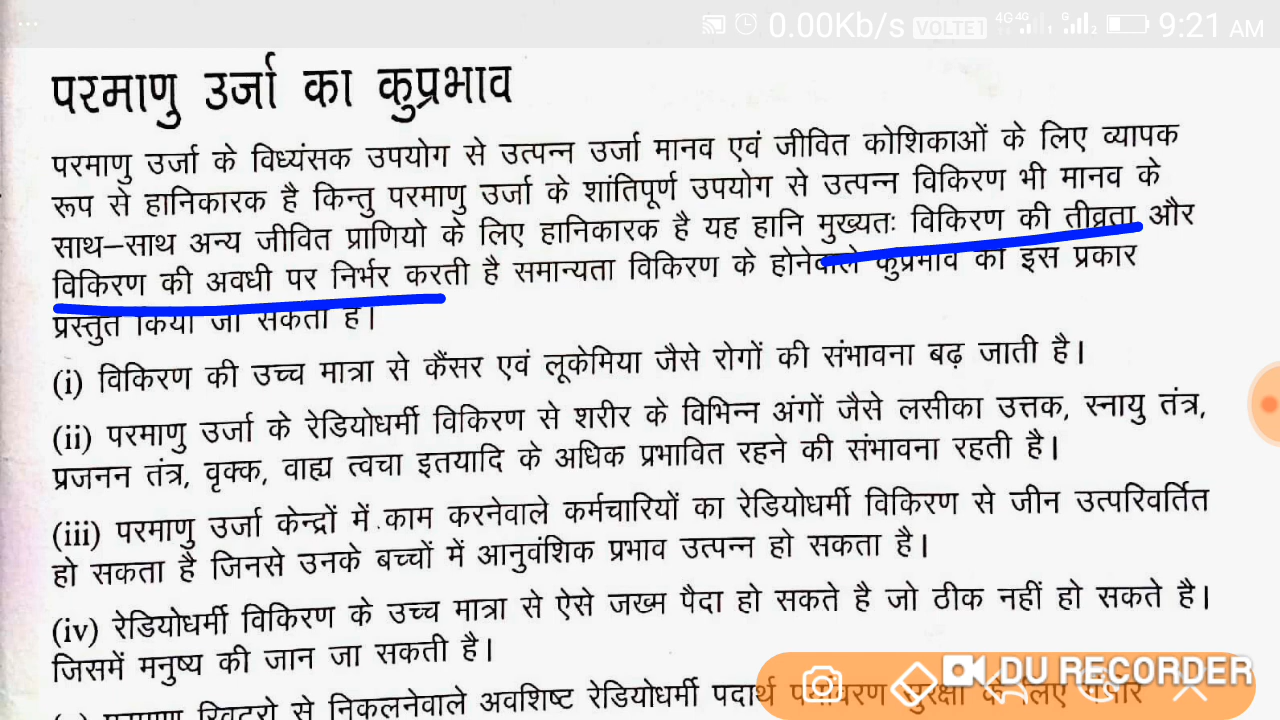 ... 0.00Kb/s VOLTE1 4G 4G G 2 9:21 AM
परमाणु उर्जा का कुप्रभाव
परमाणु उर्जा के विध्यंसक उपयोग से उत्पन्न उर्जा मानव एवं जीवित कोशिकाओं के लिए व्यापक
रूप से हानिकारक है किन्तु परमाणु उर्जा के शांतिपूर्ण उपयोग से उत्पन्न विकिरण भी मानव के
साथ–साथ अन्य जीवित प्राणियो के लिए हानिकारक है यह हानि मुख्यतः विकिरण की तीव्रता और
विकिरण की अवधी पर निर्भर करती है समान्यता विकिरण के होनेवाले कुप्रभाव को इस प्रकार
प्रस्तुत किया जा सकता है।
(i) विकिरण की उच्च मात्रा से कैंसर एवं लूकेमिया जैसे रोगों की संभावना बढ़ जाती है।
(ii) परमाणु उर्जा के रेडियोधर्मी विकिरण से शरीर के विभिन्न अंगों जैसे लसीका उत्तक, स्नायु तंत्र,
प्रजनन तंत्र, वृक्क, वाह्य त्वचा इतयादि के अधिक प्रभावित रहने की संभावना रहती है।
(iii) परमाणु उर्जा केन्द्रों में काम करनेवाले कर्मचारियों का रेडियोधर्मी विकिरण से जीन उत्परिवर्तित
हो सकता है जिनसे उनके बच्चों में आनुवंशिक प्रभाव उत्पन्न हो सकता है।
(iv) रेडियोधर्मी विकिरण के उच्च मात्रा से ऐसे जख्म पैदा हो सकते है जो ठीक नहीं हो सकते है।
जिसमें मनुष्य की जान जा सकती है।
DU RECORDER
से निकलनेवाले अवशिष्ट रेडियोधर्मी पदार्थ के लिए